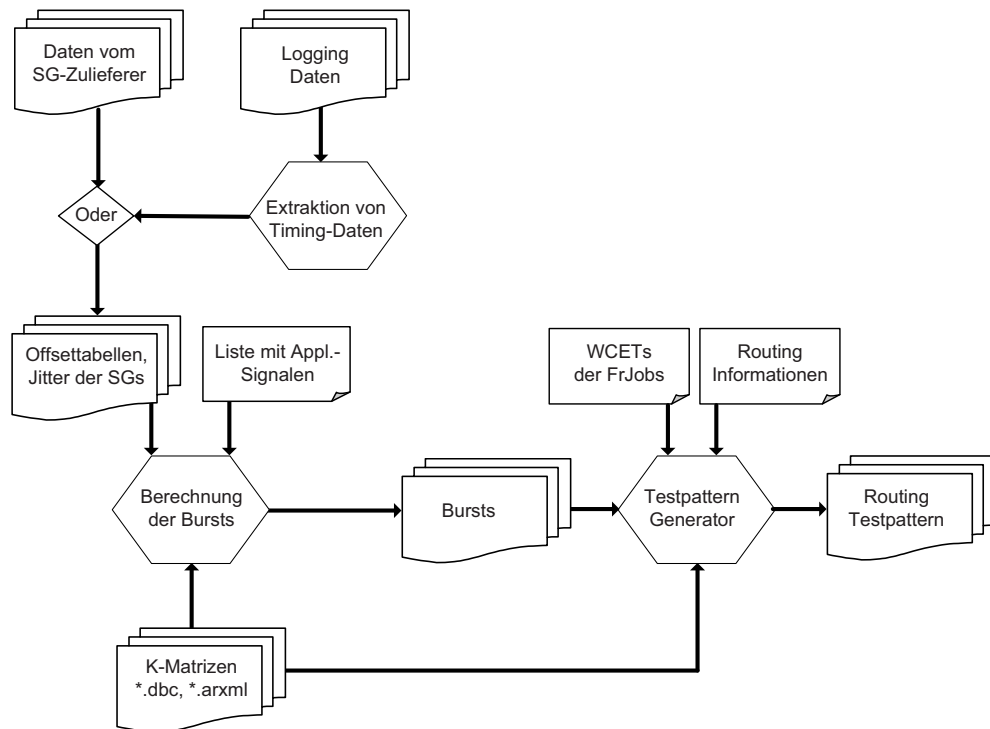 Daten vom
SG-Zulieferer
Logging
Daten
Oder
Extraktion von
Timing-Daten
Offsettabellen,
Jitter der SGs
Liste mit Appl.-
Signalen
WCETs
der FrJobs
Routing
Informationen
Berechnung
der Bursts
Bursts
Testpattern
Generator
Routing
Testpattern
K-Matrizen
*.dbc, *.arxml